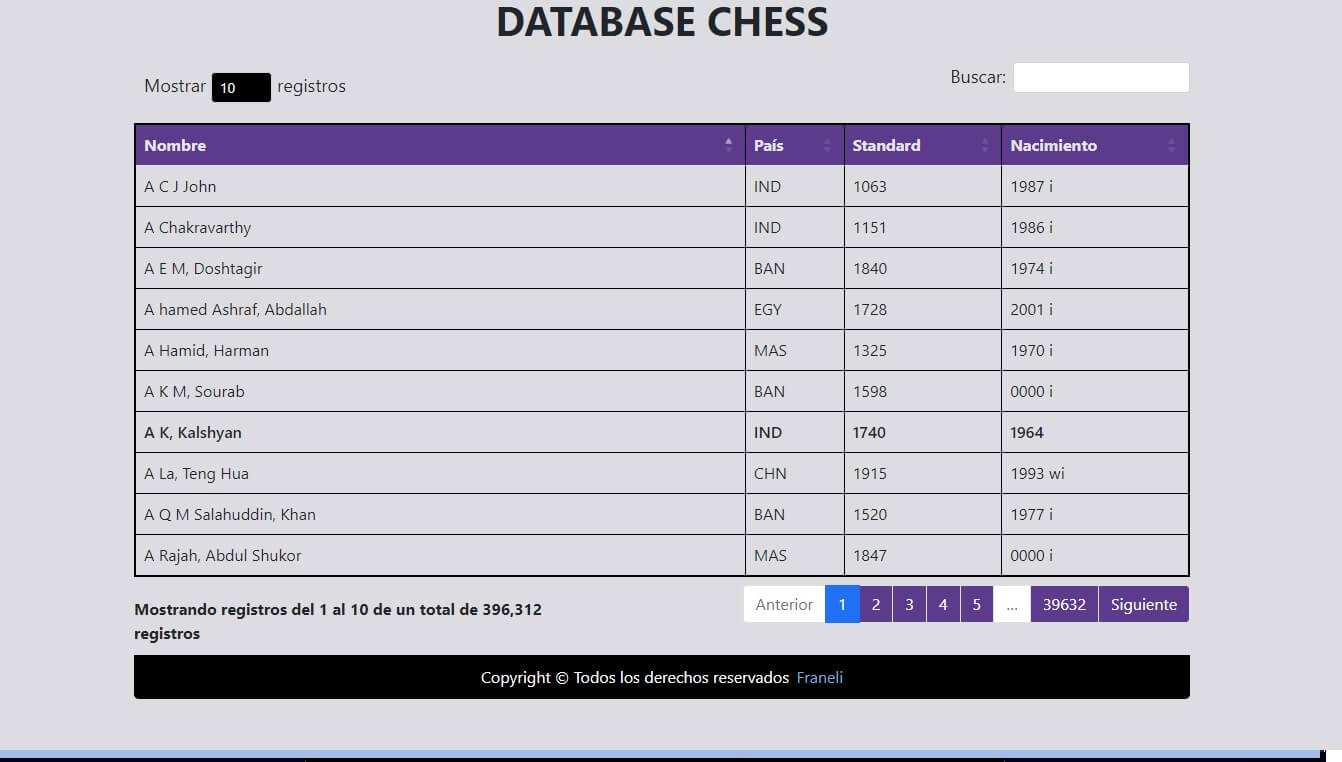 DATABASE CHESS
Mostrar 10 registros
Buscar:
Nombre País Standard Nacimiento
A C J John IND 1063 1987 i
A Chakravarthy IND 1151 1986 i
A E M, Doshtagir BAN 1840 1974 i
A hamed Ashraf, Abdallah EGY 1728 2001 i
A Hamid, Harman MAS 1325 1970 i
A K M, Sourab BAN 1598 0000 i
A K, Kalshyan IND 1740 1964
A La, Teng Hua CHN 1915 1993 wi
A Q M Salahuddin, Khan BAN 1520 1977 i
A Rajah, Abdul Shukor MAS 1847 0000 i
Mostrando registros del 1 al 10 de un total de 396,312
registros
Anterior 1 2 3 4 5 ... 39632 Siguiente
Copyright © Todos los derechos reservados Franeli